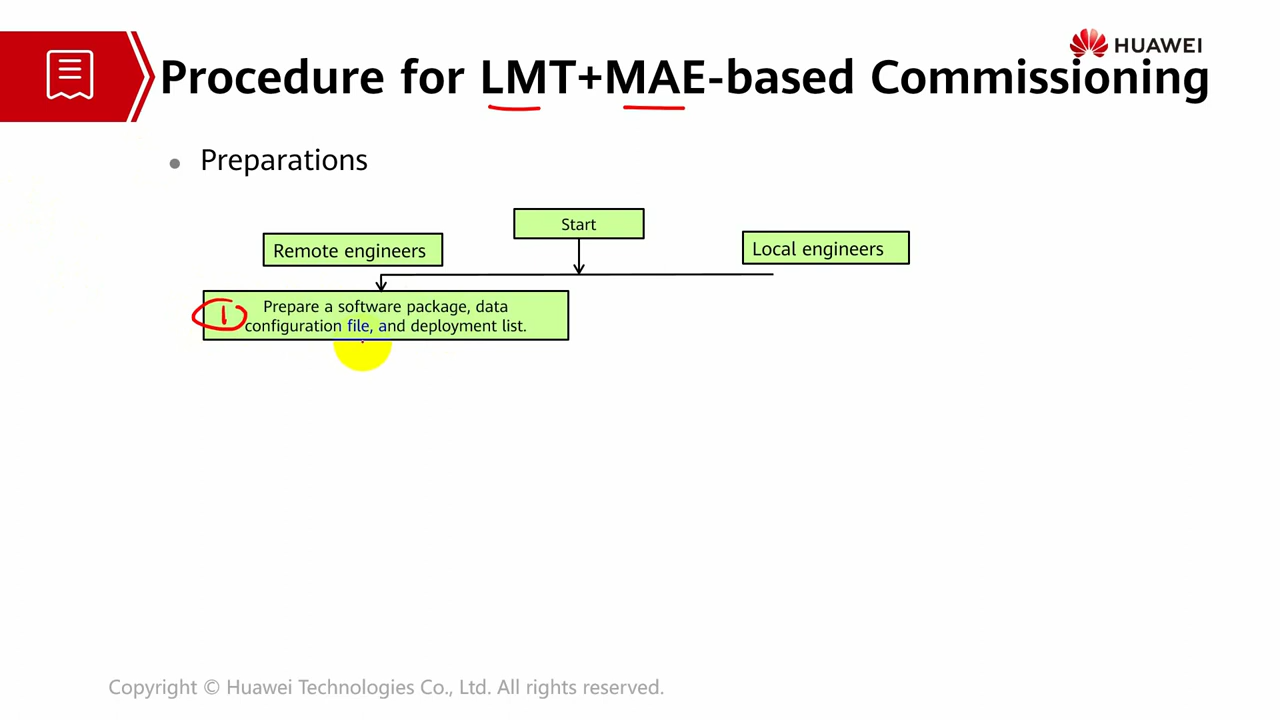 HUAWEI
Procedure for LMT+MAE-based Commissioning
Preparations
Start
Remote engineers
Local engineers
1
Prepare a software package, data
configuration file, and deployment list.
Copyright © Huawei Technologies Co., Ltd. All rights reserved.